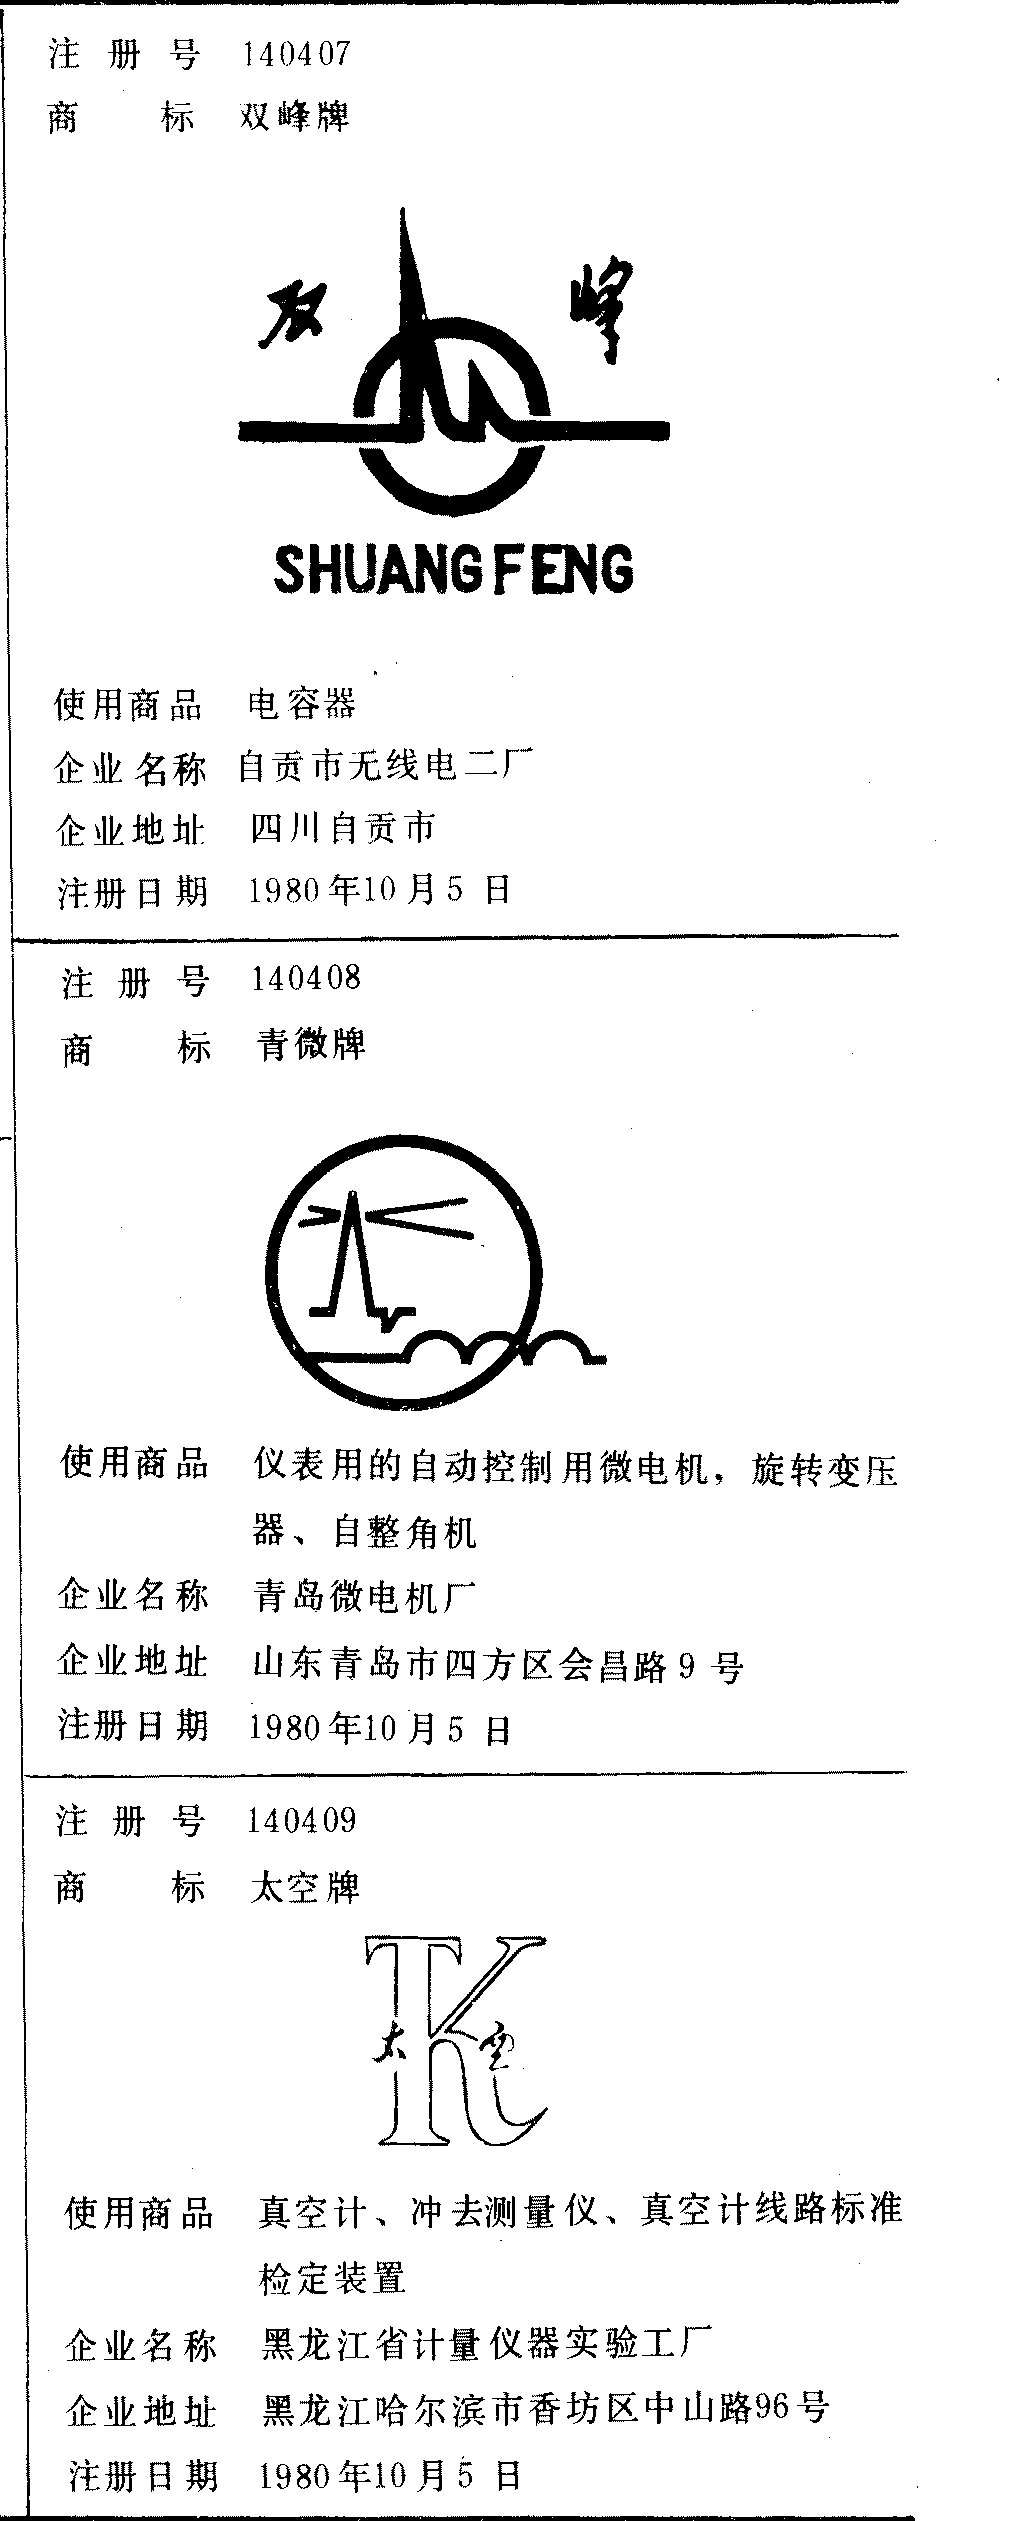 注册号 140407
商标 双峰牌
双 峰
SHUANG FENG
使用商品 电容器
企业名称 自贡市无线电二厂
企业地址 四川自贡市
注册日期 1980年10月5日
注册号 140408
商标 青微牌
使用商品 仪表用的自动控制用微电机，旋转变压
器、自整角机
企业名称 青岛微电机厂
企业地址 山东青岛市四方区会昌路9号
注册日期 1980年10月5日
注册号 140409
商标 太空牌
TK
太 空
使用商品 真空计、冲去测量仪、真空计线路标准
检定装置
企业名称 黑龙江省计量仪器实验工厂
企业地址 黑龙江哈尔滨市香坊区中山路96号
注册日期 1980年10月5日